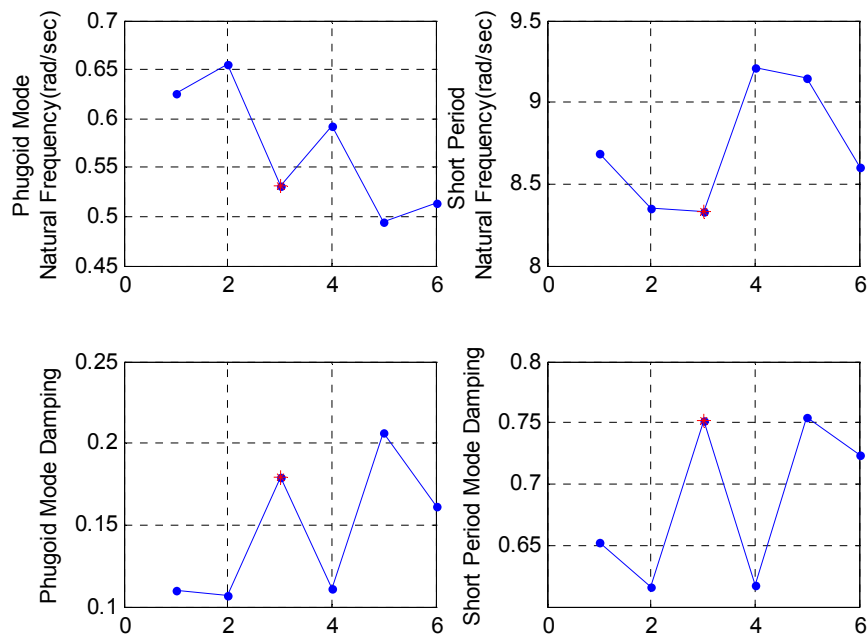 Phugoid Mode
Natural Frequency(rad/sec)
0.7
0.65
0.6
0.55
0.5
0.45
0 2 4 6
Short Period
Natural Frequency(rad/sec)
9.5
9
8.5
8
0 2 4 6
Phugoid Mode Damping
0.25
0.2
0.15
0.1
0 2 4 6
Short Period Mode Damping
0.8
0.75
0.7
0.65
0 2 4 6